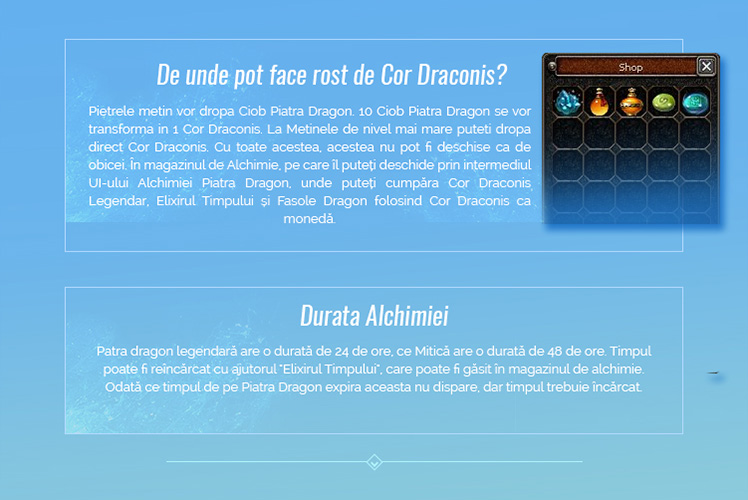 De unde pot face rost de Cor Draconis?
Shop
Pietrele metin vor dropa Ciob Piatra Dragon. 10 Ciob Piatra Dragon se vor
transforma in 1 Cor Draconis. La Metinele de nivel mai mare puteti dropa
direct Cor Draconis. Cu toate acestea, acestea nu pot fi deschise ca de
obicei. În magazinul de Alchimie, pe care îl puteți deschide prin intermediul
UI-ului Alchimiei Piatra Dragon, unde puteți cumpăra Cor Draconis
Legendar, Elixirul Timpului și Fasole Dragon folosind Cor Draconis ca
monedă.
Durata Alchimiei
Patra dragon legendară are o durată de 24 de ore, ce Mitică are o durată de 48 de ore. Timpul
poate fi reîncărcat cu ajutorul "Elixirul Timpului", care poate fi găsit în magazinul de alchimie.
Odată ce timpul de pe Piatra Dragon expira aceasta nu dispare, dar timpul trebuie încărcat.